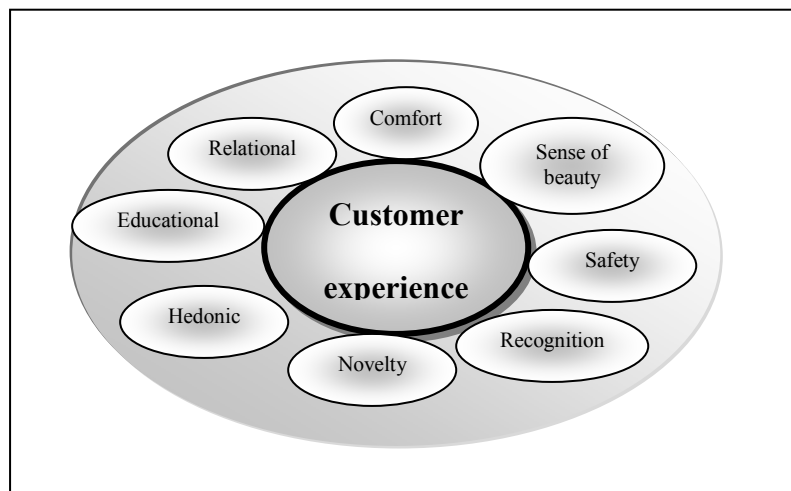 Comfort
Relational
Sense of
beauty
Educational
Customer
experience
Safety
Hedonic
Recognition
Novelty